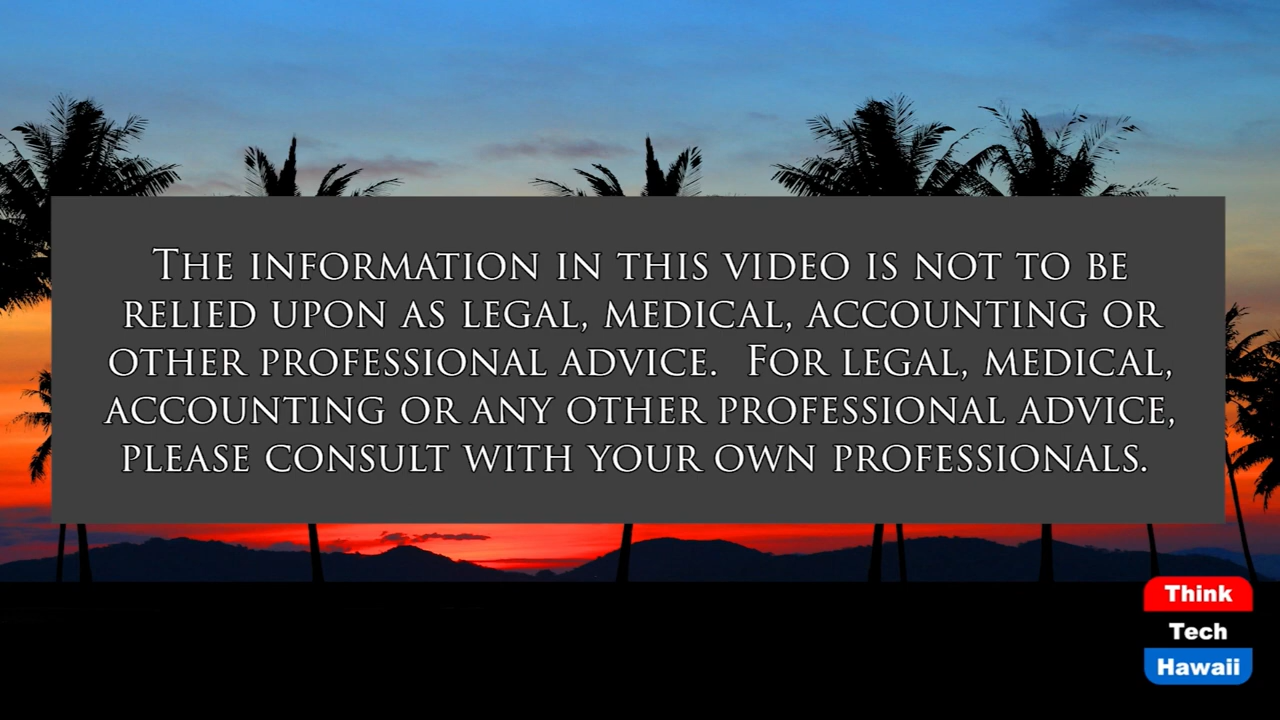 The information in this video is not to be
relied upon as legal, medical, accounting or
other professional advice.  For legal, medical,
accounting or any other professional advice,
please consult with your own professionals.
Think
Tech
Hawaii